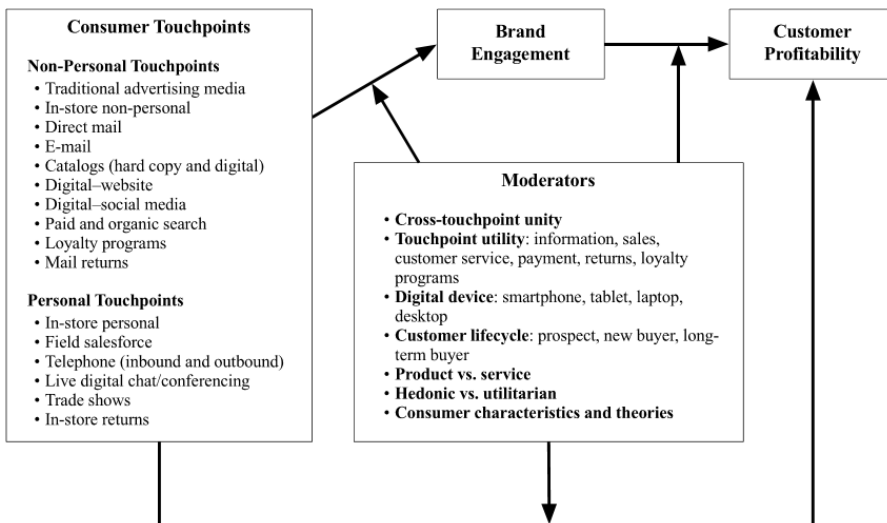 Consumer Touchpoints
Non-Personal Touchpoints
• Traditional advertising media
• In-store non-personal
• Direct mail
• E-mail
• Catalogs (hard copy and digital)
• Digital–website
• Digital–social media
• Paid and organic search
• Loyalty programs
• Mail returns
Personal Touchpoints
• In-store personal
• Field salesforce
• Telephone (inbound and outbound)
• Live digital chat/conferencing
• Trade shows
• In-store returns
Brand
Engagement
Customer
Profitability
Moderators
• Cross-touchpoint unity
• Touchpoint utility: information, sales,
customer service, payment, returns, loyalty
programs
• Digital device: smartphone, tablet, laptop,
desktop
• Customer lifecycle: prospect, new buyer, long-
term buyer
• Product vs. service
• Hedonic vs. utilitarian
• Consumer characteristics and theories